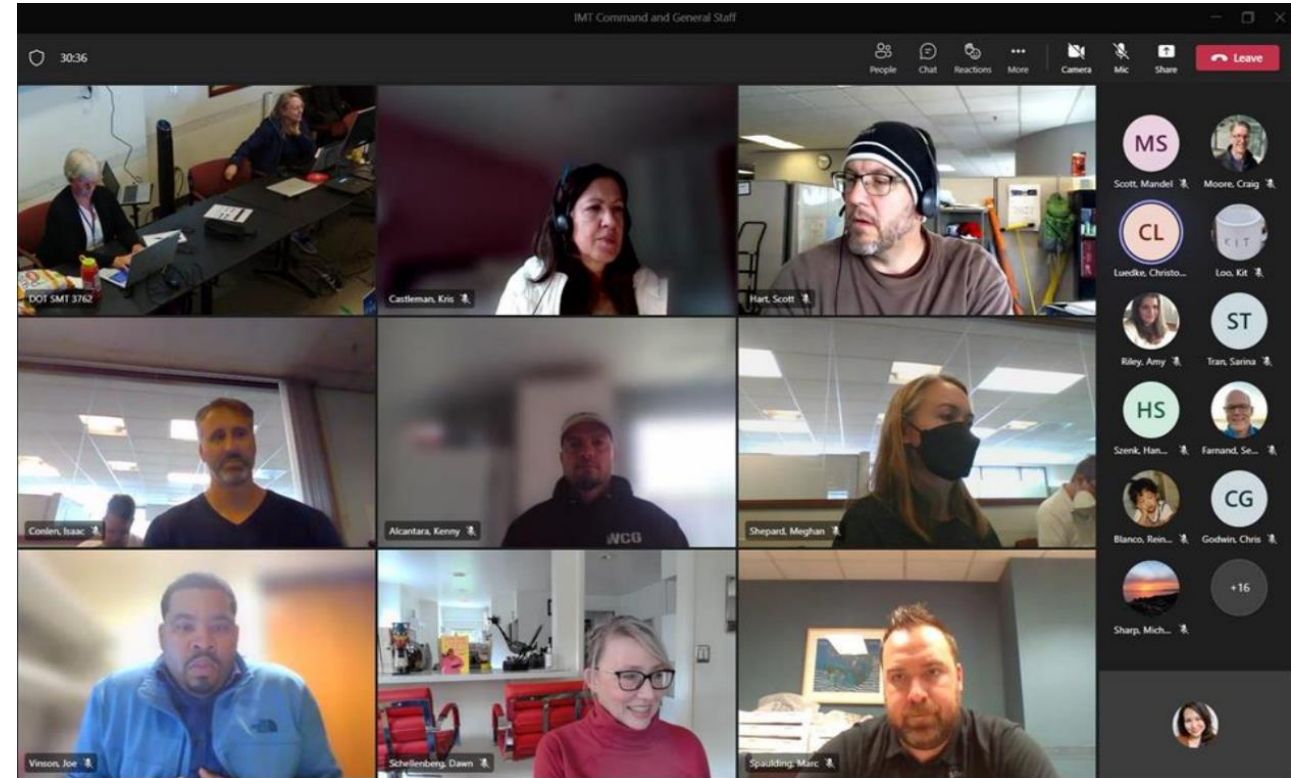 IMT Command and General Staff
30:36
People Chat Reactions More Camera Mic Share Leave
DOT SMT 3762
Castleman, Kris
Hart, Scott
MS
Scott, Mandel
Moore, Craig
CL
Luedke, Christo...
KIT
Loo, Kit
Riley, Amy
ST
Tran, Sarina
Conlen, Isaac
WCG
Alcantara, Kenny
Shepard, Meghan
HS
Szenk, Han...
Farnand, Se...
Blanco, Rein...
CG
Godwin, Chris
Sharp, Mich...
+16
Vinson, Joe
Schellenberg, Dawn
Spaulding, Marc